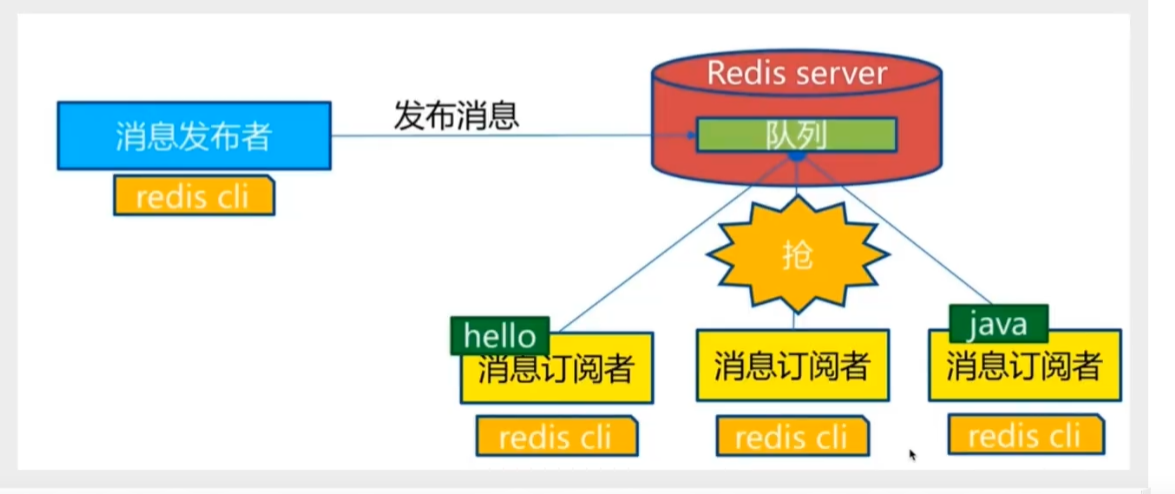 Redis server
发布消息
消息发布者
队列
redis cli
抢
hello
java
消息订阅者
消息订阅者
消息订阅者
redis cli
redis cli
redis cli